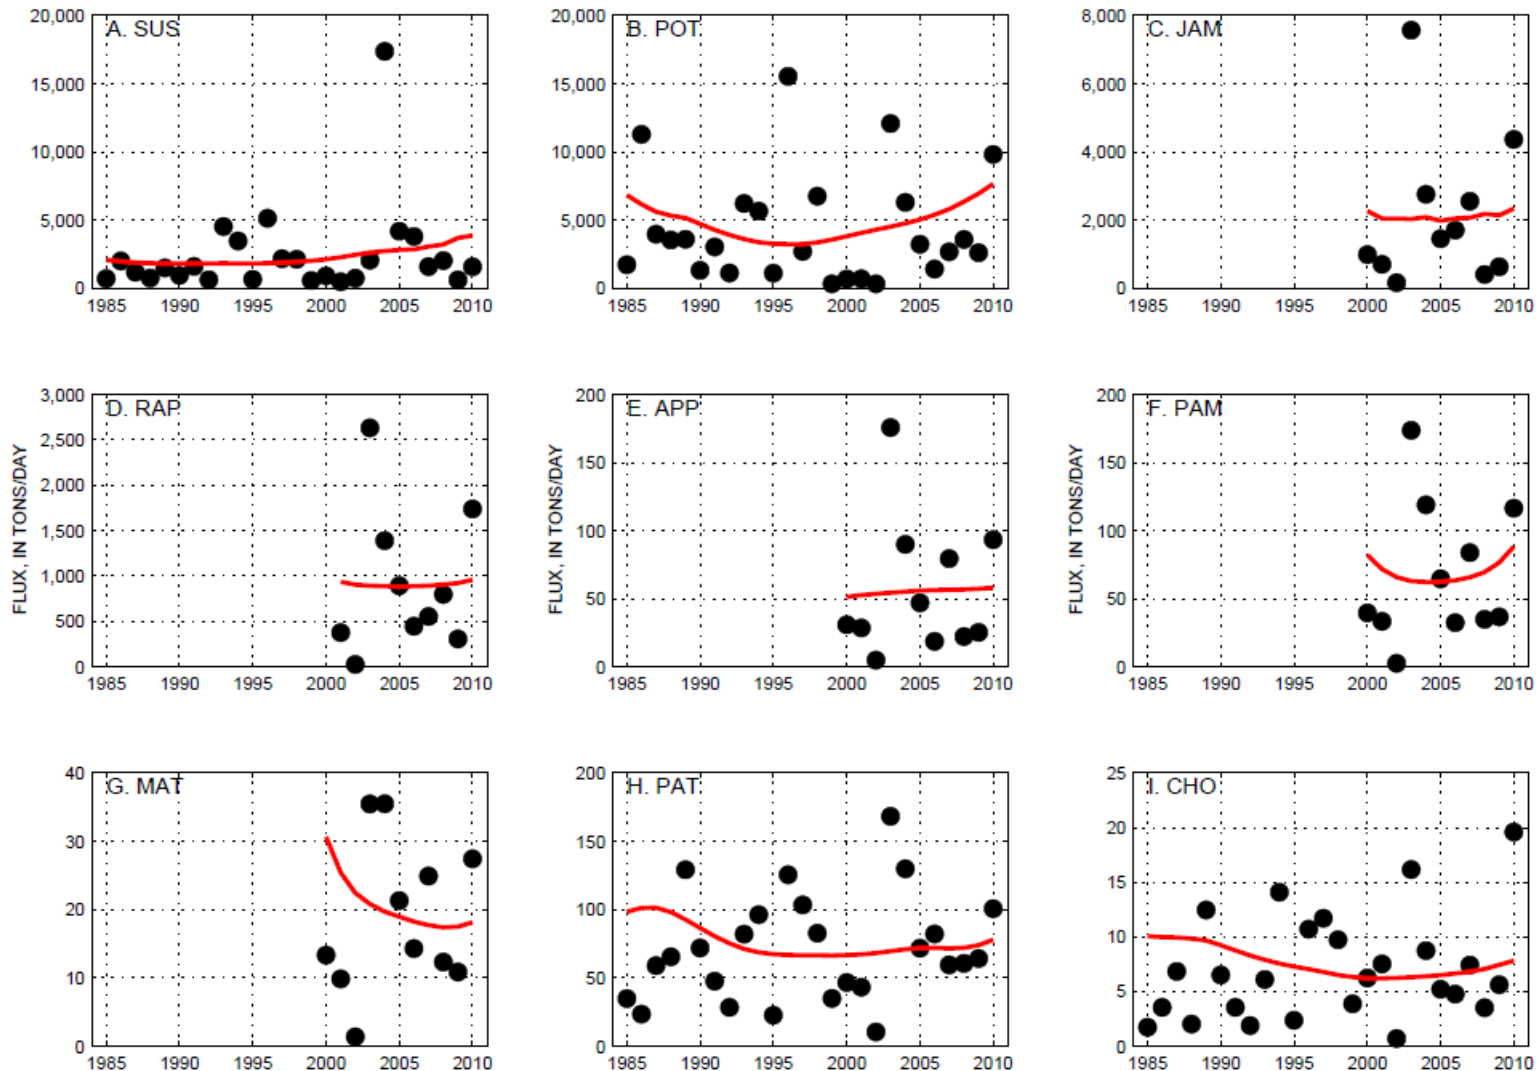 20,000
A. SUS
15,000
10,000
5,000
0
1985 1990 1995 2000 2005 2010
20,000
B. POT
15,000
10,000
5,000
0
1985 1990 1995 2000 2005 2010
8,000
C. JAM
6,000
4,000
2,000
0
1985 1990 1995 2000 2005 2010
FLUX, IN TONS/DAY
3,000
D. RAP
2,500
2,000
1,500
1,000
500
0
1985 1990 1995 2000 2005 2010
FLUX, IN TONS/DAY
200
E. APP
150
100
50
0
1985 1990 1995 2000 2005 2010
FLUX, IN TONS/DAY
200
F. PAM
150
100
50
0
1985 1990 1995 2000 2005 2010
40
G. MAT
30
20
10
0
1985 1990 1995 2000 2005 2010
200
H. PAT
150
100
50
0
1985 1990 1995 2000 2005 2010
25
I. CHO
20
15
10
5
0
1985 1990 1995 2000 2005 2010